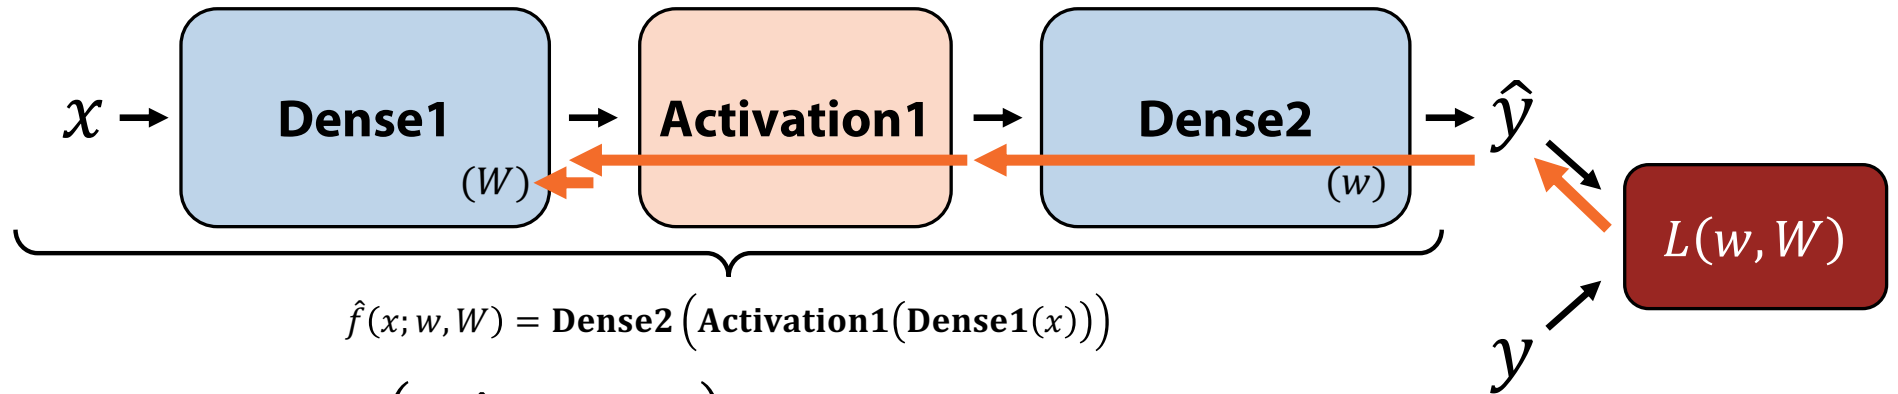 x Dense1 Activation1 Dense2 ŷ
(W) (w)
L(w, W)
f̂(x; w, W) = Dense2(Activation1(Dense1(x)))
y